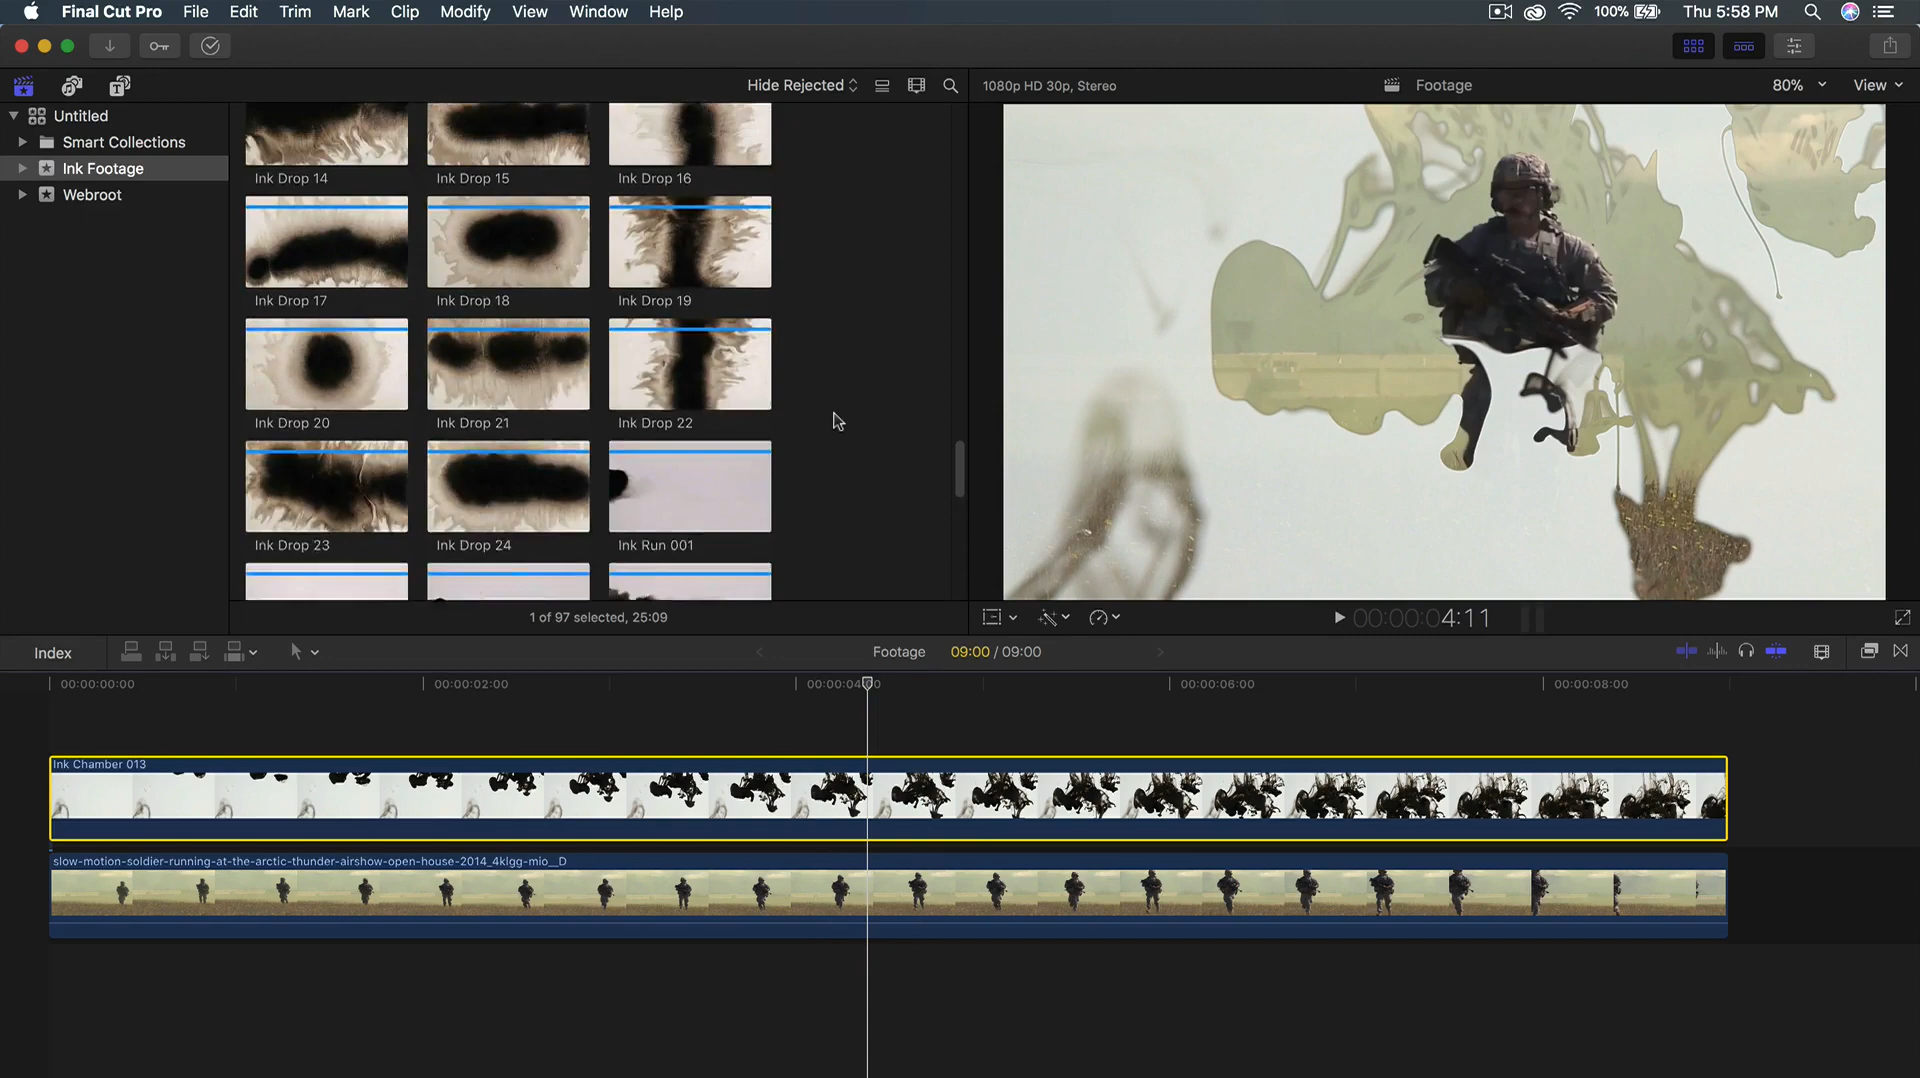 Final Cut Pro File Edit Trim Mark Clip Modify View Window Help 100% Thu 5:58 PM
Hide Rejected
1080p HD 30p, Stereo Footage 80% View
Untitled
Smart Collections
Ink Footage
Webroot
Ink Drop 14 Ink Drop 15 Ink Drop 16
Ink Drop 17 Ink Drop 18 Ink Drop 19
Ink Drop 20 Ink Drop 21 Ink Drop 22
Ink Drop 23 Ink Drop 24 Ink Run 001
1 of 97 selected, 25:09
00:00:04:11
Index Footage 09:00 / 09:00
00:00:00:00 00:00:02:00 00:00:04:00 00:00:06:00 00:00:08:00
Ink Chamber 013
slow-motion-soldier-running-at-the-arctic-thunder-airshow-open-house-2014_4klgg-mio__D